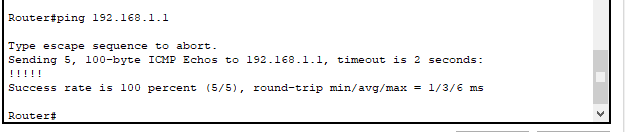 Router#ping 192.168.1.1
Type escape sequence to abort.
Sending 5, 100-byte ICMP Echos to 192.168.1.1, timeout is 2 seconds:
!!!!!
Success rate is 100 percent (5/5), round-trip min/avg/max = 1/3/6 ms
Router#